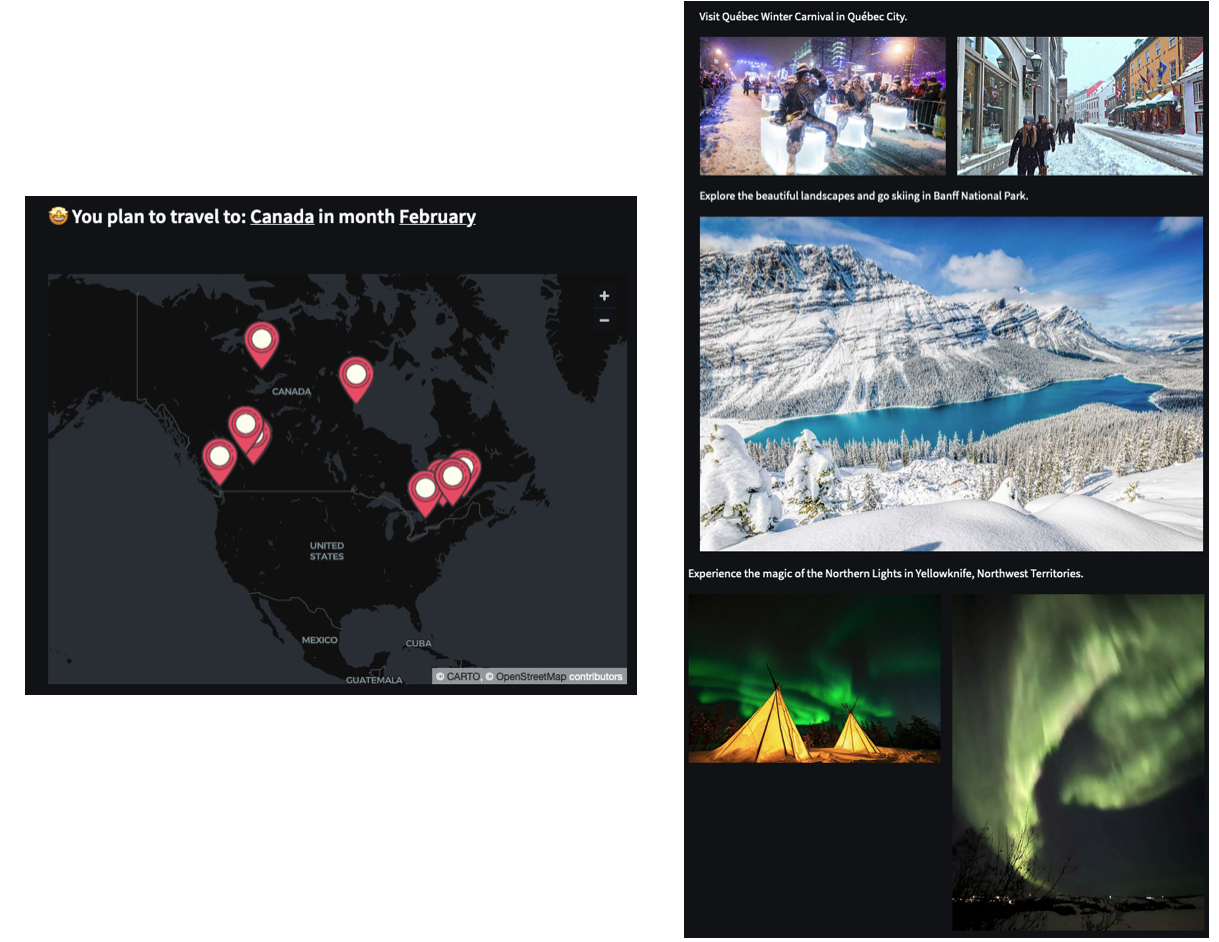 🤩 You plan to travel to: Canada in month February
+
−
CANADA
UNITED
STATES
MEXICO
CUBA
GUATEMALA
© CARTO, © OpenStreetMap contributors
Visit Québec Winter Carnival in Québec City.
Explore the beautiful landscapes and go skiing in Banff National Park.
Experience the magic of the Northern Lights in Yellowknife, Northwest Territories.